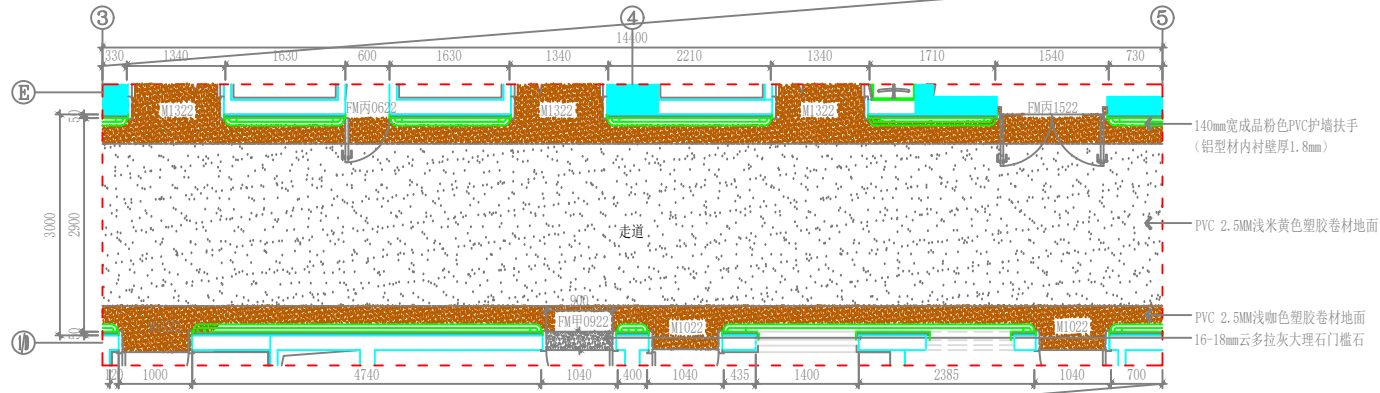 3
4
5
14400
330
1340
1630
600
1630
1340
2210
1340
1710
1540
730
E
M1322
FM丙0622
M1322
M1322
FM丙1522
50
140mm宽成品粉色PVC护墙扶手
(铝型材内衬壁厚1.8mm)
3000
2900
走道
PVC 2.5MM浅米黄色塑胶卷材地面
900
FM甲0922
M1022
M1022
PVC 2.5MM浅咖色塑胶卷材地面
50
16-18mm云多拉灰大理石门槛石
120
1000
4740
1040
400
1040
435
1400
2385
1040
700